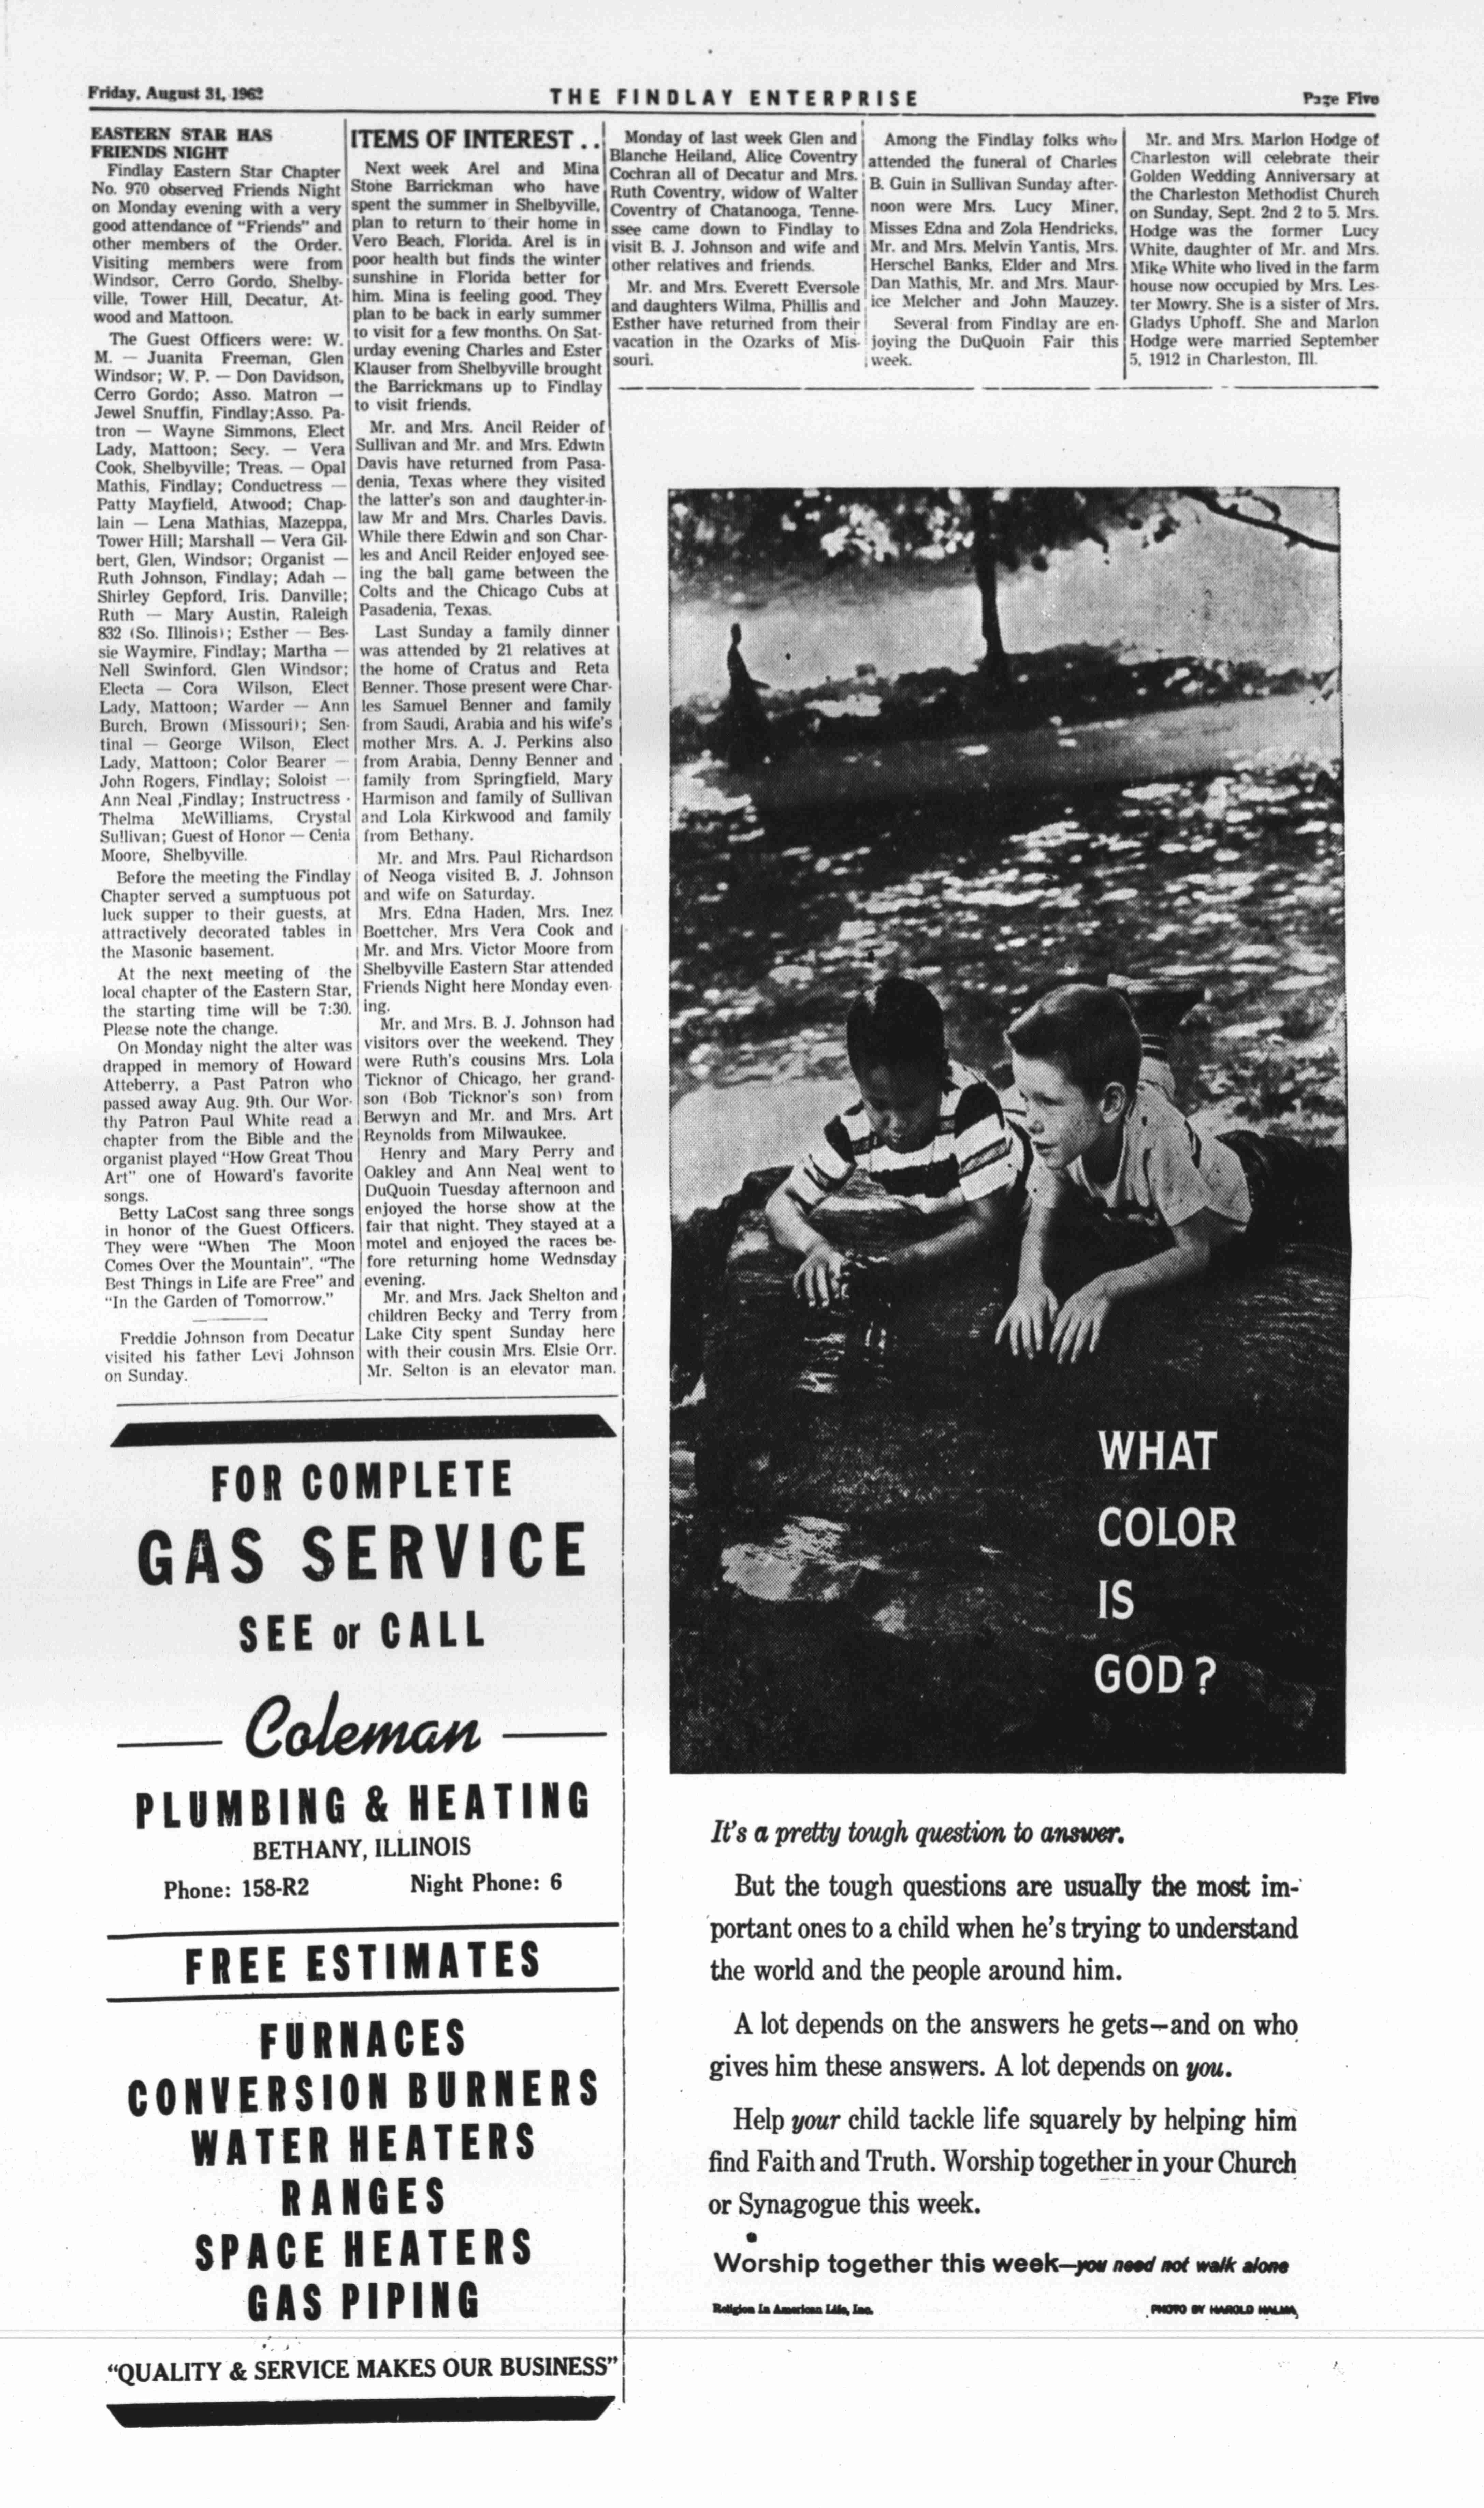 Friday, August 31, 1962
THE FINDLAY ENTERPRISE
Page Five
EASTERN STAR HAS
FRIENDS NIGHT
Findlay Eastern Star Chapter
No. 970 observed Friends Night
on Monday evening with a very
good attendance of "Friends" and
other members of the Order.
Visiting members were from
Windsor, Cerro Gordo, Shelby-
ville, Tower Hill, Decatur, At-
wood and Mattoon.
The Guest Officers were: W.
M. — Juanita Freeman, Glen
Windsor; W. P. — Don Davidson,
Cerro Gordo; Asso. Matron —
Jewel Snuffin, Findlay;Asso. Pa-
tron — Wayne Simmons, Elect
Lady, Mattoon; Secy. — Vera
Cook, Shelbyville; Treas. — Opal
Mathis, Findlay; Conductress —
Patty Mayfield, Atwood; Chap-
lain — Lena Mathias, Mazeppa,
Tower Hill; Marshall — Vera Gil-
bert, Glen, Windsor; Organist —
Ruth Johnson, Findlay; Adah —
Shirley Gepford, Iris. Danville;
Ruth — Mary Austin, Raleigh
832 (So. Illinois); Esther — Bes-
sie Waymire, Findlay; Martha —
Nell Swinford, Glen Windsor;
Electa — Cora Wilson, Elect
Lady, Mattoon; Warder — Ann
Burch, Brown (Missouri); Sen-
tinal — George Wilson, Elect
Lady, Mattoon; Color Bearer —
John Rogers, Findlay; Soloist —
Ann Neal ,Findlay; Instructress -
Thelma McWilliams, Crystal
Sullivan; Guest of Honor — Cenia
Moore, Shelbyville.
Before the meeting the Findlay
Chapter served a sumptuous pot
luck supper to their guests, at
attractively decorated tables in
the Masonic basement.
At the next meeting of the
local chapter of the Eastern Star,
the starting time will be 7:30.
Please note the change.
On Monday night the alter was
drapped in memory of Howard
Atteberry, a Past Patron who
passed away Aug. 9th. Our Wor-
thy Patron Paul White read a
chapter from the Bible and the
organist played "How Great Thou
Art" one of Howard's favorite
songs.
Betty LaCost sang three songs
in honor of the Guest Officers.
They were "When The Moon
Comes Over the Mountain", "The
Best Things in Life are Free" and
"In the Garden of Tomorrow."
Freddie Johnson from Decatur
visited his father Levi Johnson
on Sunday.
ITEMS OF INTEREST . .
Next week Arel and Mina
Stone Barrickman who have
spent the summer in Shelbyville,
plan to return to their home in
Vero Beach, Florida. Arel is in
poor health but finds the winter
sunshine in Florida better for
him. Mina is feeling good. They
plan to be back in early summer
to visit for a few months. On Sat-
urday evening Charles and Ester
Klauser from Shelbyville brought
the Barrickmans up to Findlay
to visit friends.
Mr. and Mrs. Ancil Reider of
Sullivan and Mr. and Mrs. Edwin
Davis have returned from Pasa-
denia, Texas where they visited
the latter's son and daughter-in-
law Mr and Mrs. Charles Davis.
While there Edwin and son Char-
les and Ancil Reider enjoyed see-
ing the ball game between the
Colts and the Chicago Cubs at
Pasadenia, Texas.
Last Sunday a family dinner
was attended by 21 relatives at
the home of Cratus and Reta
Benner. Those present were Char-
les Samuel Benner and family
from Saudi, Arabia and his wife's
mother Mrs. A. J. Perkins also
from Arabia, Denny Benner and
family from Springfield, Mary
Harmison and family of Sullivan
and Lola Kirkwood and family
from Bethany.
Mr. and Mrs. Paul Richardson
of Neoga visited B. J. Johnson
and wife on Saturday.
Mrs. Edna Haden, Mrs. Inez
Boettcher, Mrs Vera Cook and
Mr. and Mrs. Victor Moore from
Shelbyville Eastern Star attended
Friends Night here Monday even-
ing.
Mr. and Mrs. B. J. Johnson had
visitors over the weekend. They
were Ruth's cousins Mrs. Lola
Ticknor of Chicago, her grand-
son (Bob Ticknor's son) from
Berwyn and Mr. and Mrs. Art
Reynolds from Milwaukee.
Henry and Mary Perry and
Oakley and Ann Neal went to
DuQuoin Tuesday afternoon and
enjoyed the horse show at the
fair that night. They stayed at a
motel and enjoyed the races be-
fore returning home Wednsday
evening.
Mr. and Mrs. Jack Shelton and
children Becky and Terry from
Lake City spent Sunday here
with their cousin Mrs. Elsie Orr.
Mr. Selton is an elevator man.
Monday of last week Glen and
Blanche Heiland, Alice Coventry
Cochran all of Decatur and Mrs.
Ruth Coventry, widow of Walter
Coventry of Chatanooga, Tenne-
ssee came down to Findlay to
visit B. J. Johnson and wife and
other relatives and friends.
Mr. and Mrs. Everett Eversole
and daughters Wilma, Phillis and
Esther have returned from their
vacation in the Ozarks of Mis-
souri.
Among the Findlay folks who
attended the funeral of Charles
B. Guin in Sullivan Sunday after-
noon were Mrs. Lucy Miner,
Misses Edna and Zola Hendricks,
Mr. and Mrs. Melvin Yantis, Mrs.
Herschel Banks, Elder and Mrs.
Dan Mathis, Mr. and Mrs. Maur-
ice Melcher and John Mauzey.
Several from Findlay are en-
joying the DuQuoin Fair this
week.
Mr. and Mrs. Marlon Hodge of
Charleston will celebrate their
Golden Wedding Anniversary at
the Charleston Methodist Church
on Sunday, Sept. 2nd 2 to 5. Mrs.
Hodge was the former Lucy
White, daughter of Mr. and Mrs.
Mike White who lived in the farm
house now occupied by Mrs. Les-
ter Mowry. She is a sister of Mrs.
Gladys Uphoff. She and Marlon
Hodge were married September
5, 1912 in Charleston, Ill.
FOR COMPLETE
GAS SERVICE
SEE or CALL
Coleman
PLUMBING & HEATING
BETHANY, ILLINOIS
Phone: 158-R2 Night Phone: 6
FREE ESTIMATES
FURNACES
CONVERSION BURNERS
WATER HEATERS
RANGES
SPACE HEATERS
GAS PIPING
"QUALITY & SERVICE MAKES OUR BUSINESS"
WHAT
COLOR
IS
GOD?
It's a pretty tough question to answer.
But the tough questions are usually the most im-
portant ones to a child when he's trying to understand
the world and the people around him.
A lot depends on the answers he gets—and on who
gives him these answers. A lot depends on you.
Help your child tackle life squarely by helping him
find Faith and Truth. Worship together in your Church
or Synagogue this week.
Worship together this week—you need not walk alone
Religion In American Life, Inc.
PHOTO BY HAROLD HALMA